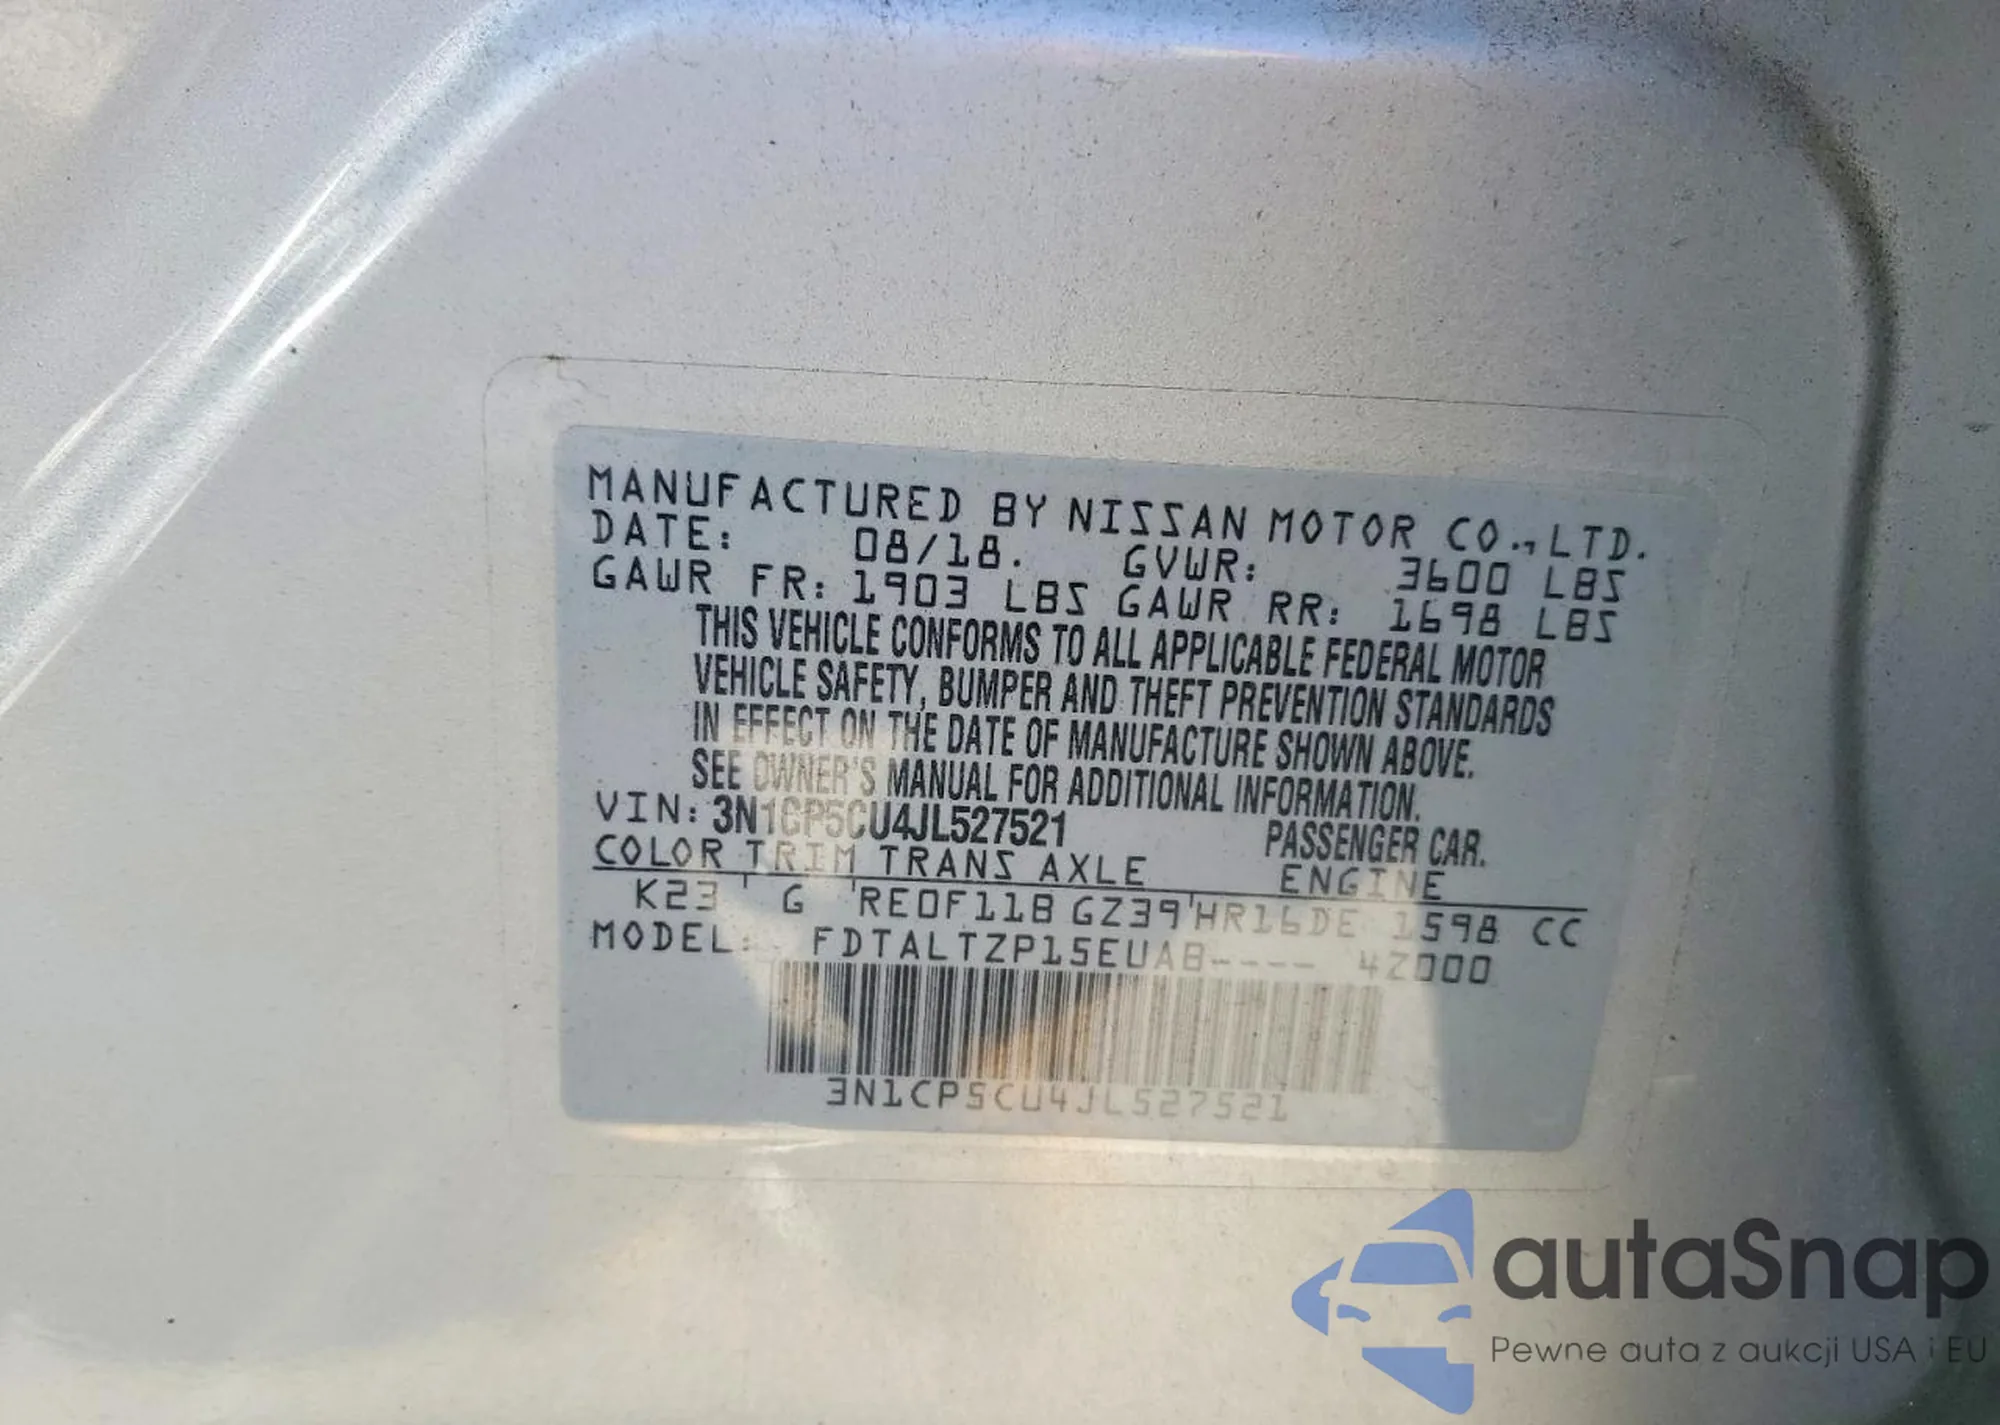 MANUFACTURED BY NISSAN MOTOR CO.,LTD.
DATE: 08/18. GVWR: 3600 LBS
GAWR FR: 1903 LBS GAWR RR: 1698 LBS
THIS VEHICLE CONFORMS TO ALL APPLICABLE FEDERAL MOTOR
VEHICLE SAFETY, BUMPER AND THEFT PREVENTION STANDARDS
IN EFFECT ON THE DATE OF MANUFACTURE SHOWN ABOVE.
SEE OWNER'S MANUAL FOR ADDITIONAL INFORMATION.
VIN: 3N1CP5CU4JL527521 PASSENGER CAR.
COLOR TRIM TRANS AXLE ENGINE
K23 ' G 'RE0F11B GZ39'HR16DE 1598 CC
MODEL: FDTALTZP15EUAB---- 4Z000
3N1CP5CU4JL527521
autaSnap
Pewne auta z aukcji USA i EU